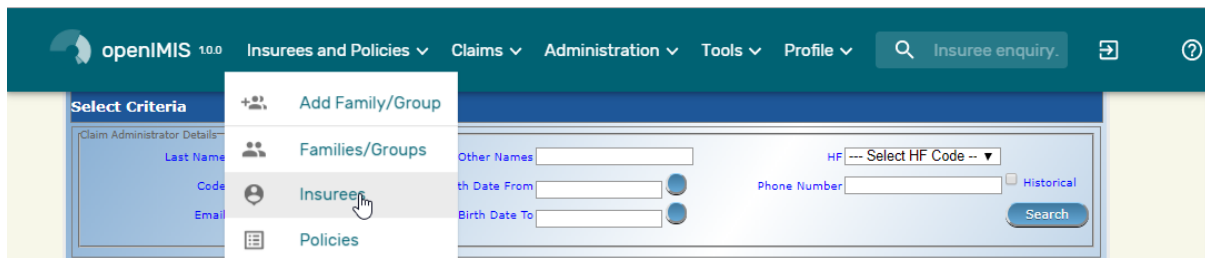 openIMIS 1.0.0 Insurees and Policies Claims Administration Tools Profile Insuree enquiry.
Select Criteria
Add Family/Group
Claim Administrator Details
Families/Groups
Last Name Other Names HF --- Select HF Code --
Code th Date From Phone Number Historical
Insurees
Email Birth Date To Search
Policies